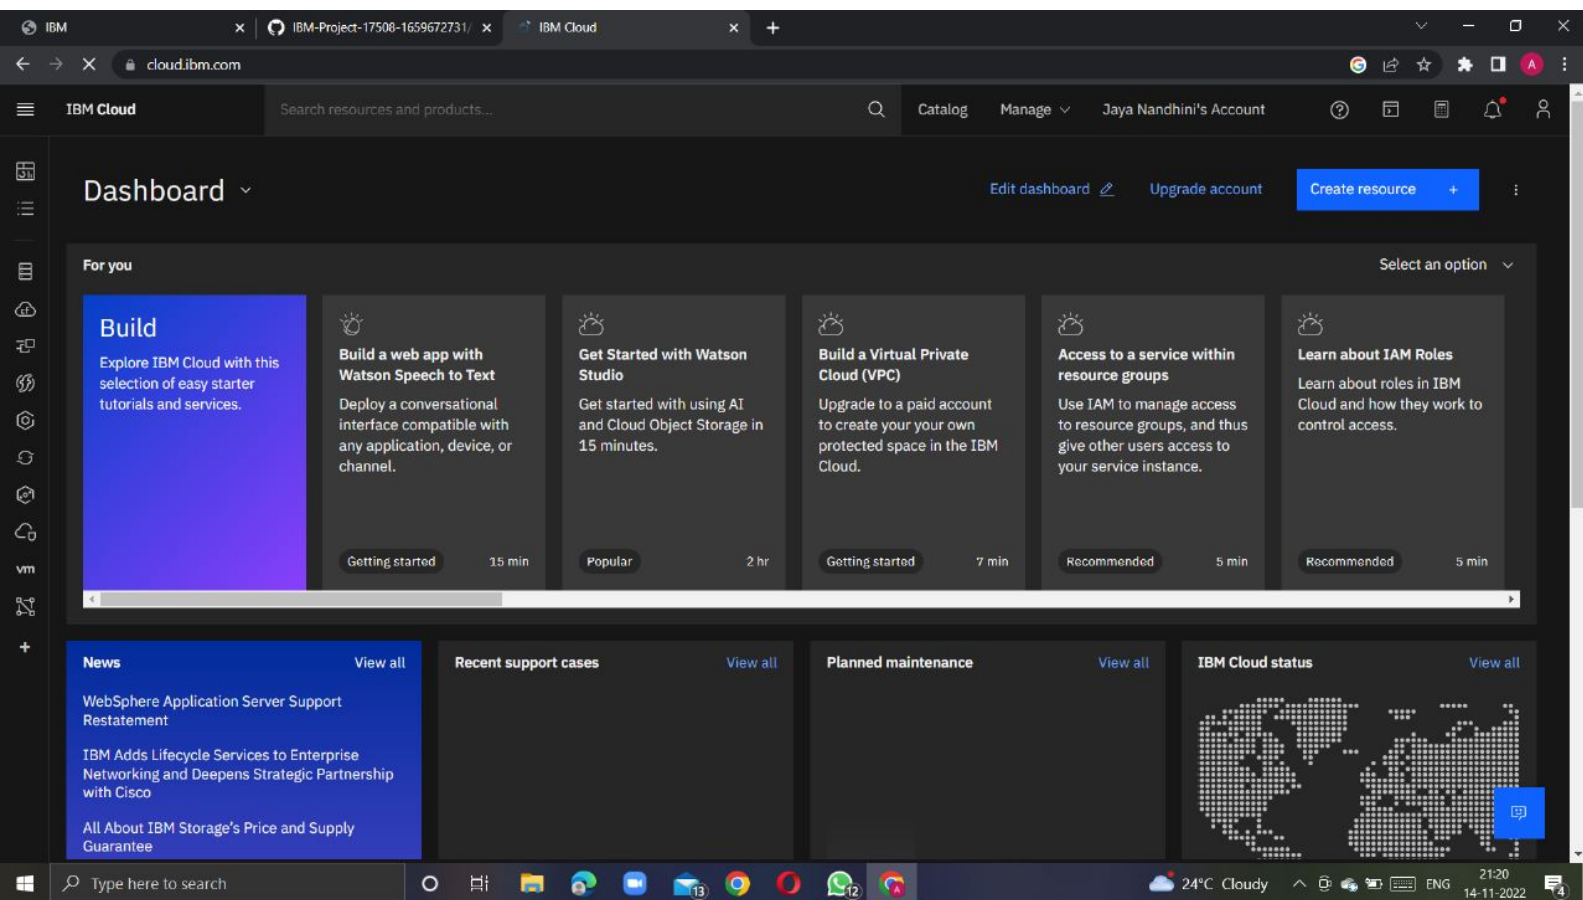 IBM
IBM-Project-17508-1659672731/
IBM Cloud
cloud.ibm.com
A
IBM Cloud
Search resources and products...
Catalog
Manage
Jaya Nandhini's Account
Dashboard
Edit dashboard
Upgrade account
Create resource +
For you
Select an option
Build
Explore IBM Cloud with this
selection of easy starter
tutorials and services.
Build a web app with
Watson Speech to Text
Deploy a conversational
interface compatible with
any application, device, or
channel.
Getting started
15 min
Get Started with Watson
Studio
Get started with using AI
and Cloud Object Storage in
15 minutes.
Popular
2 hr
Build a Virtual Private
Cloud (VPC)
Upgrade to a paid account
to create your your own
protected space in the IBM
Cloud.
Getting started
7 min
Access to a service within
resource groups
Use IAM to manage access
to resource groups, and thus
give other users access to
your service instance.
Recommended
5 min
Learn about IAM Roles
Learn about roles in IBM
Cloud and how they work to
control access.
Recommended
5 min
vm
News
View all
WebSphere Application Server Support
Restatement
IBM Adds Lifecycle Services to Enterprise
Networking and Deepens Strategic Partnership
with Cisco
All About IBM Storage's Price and Supply
Guarantee
Recent support cases
View all
Planned maintenance
View all
IBM Cloud status
View all
Type here to search
13
12
24°C Cloudy
ENG
21:20
14-11-2022
4